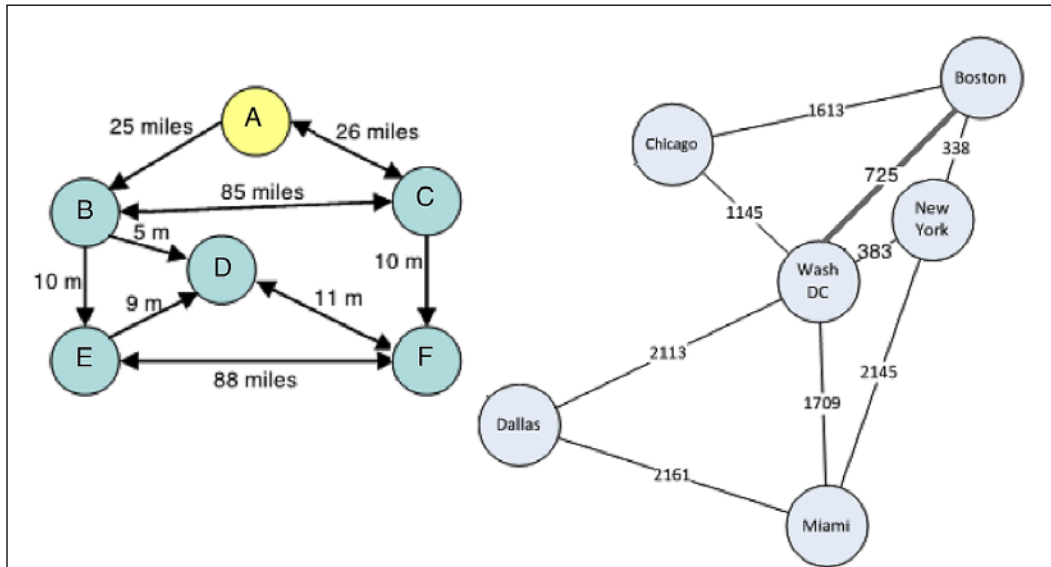 A
25 miles
26 miles
B
85 miles
C
5 m
D
10 m
10 m
9 m
11 m
E
F
88 miles
Boston
1613
Chicago
338
725
1145
New
York
383
Wash
DC
2113
1709
2145
Dallas
2161
Miami